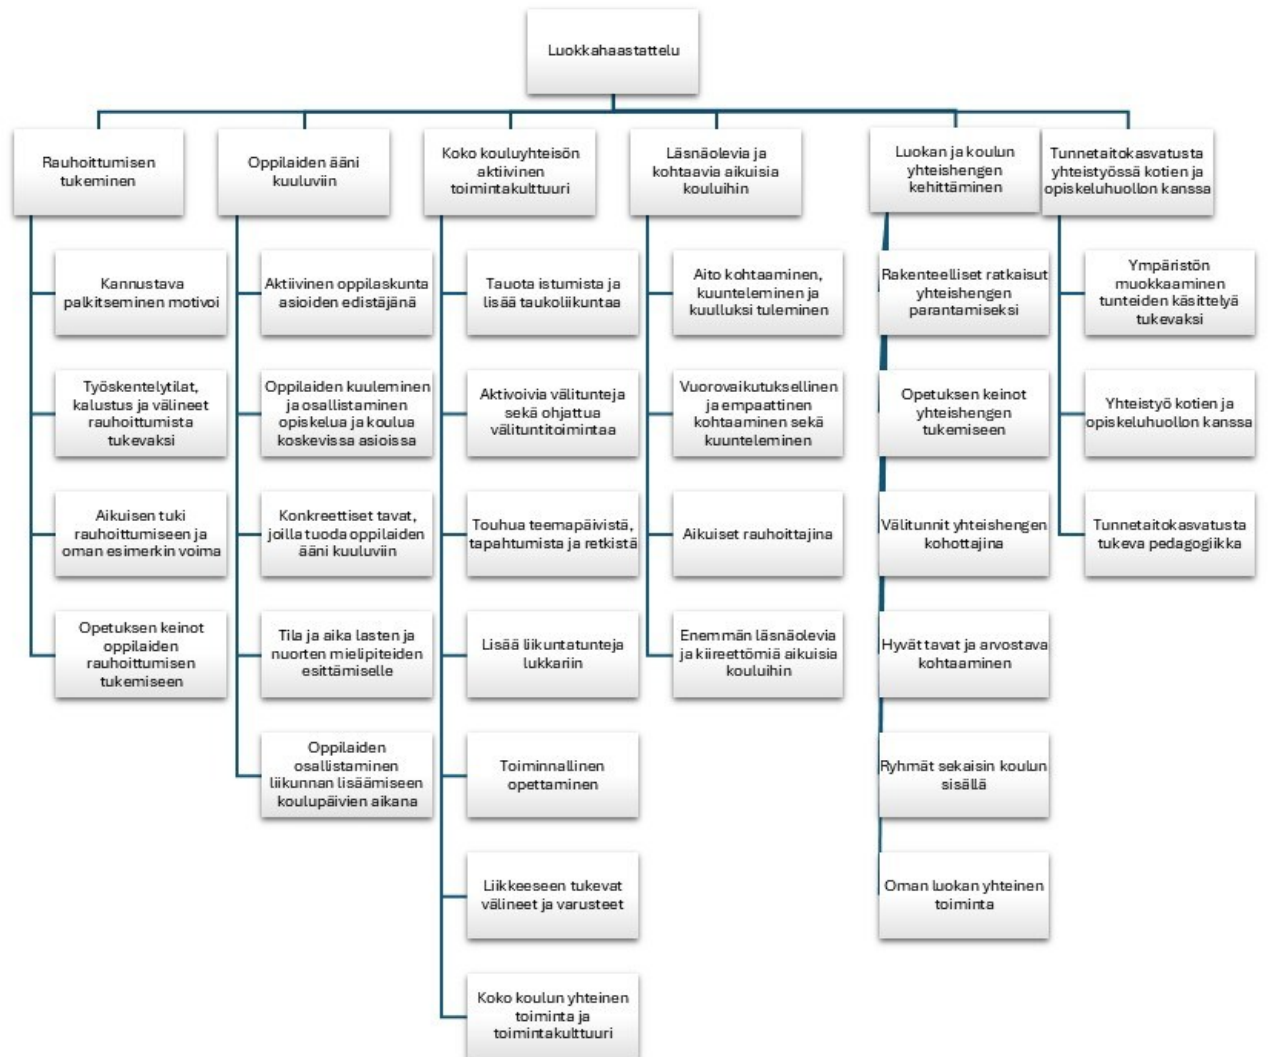 Luokkahaastattelu
Rauhoittumisen
tukeminen
Kannustava
palkitseminen motivoi
Työskentelytilat,
kalustus ja välineet
rauhoittumista
tukevaksi
Aikuisen tuki
rauhoittumiseen ja
oman esimerkin voima
Opetuksen keinot
oppilaiden
rauhoittumisen
tukemiseen
Oppilaiden ääni
kuuluviin
Aktiivinen oppilaskunta
asioiden edistäjänä
Oppilaiden kuuleminen
ja osallistaminen
opiskelua ja koulua
koskevissa asioissa
Konkreettiset tavat,
joilla tuoda oppilaiden
ääni kuuluviin
Tila ja aika lasten ja
nuorten mielipiteiden
esittämiselle
Oppilaiden
osallistaminen
liikunnan lisäämiseen
koulupäivien aikana
Koko kouluyhteisön
aktiivinen
toimintakulttuuri
Tauota istumista ja
lisää taukoliikuntaa
Aktivoivia välitunteja
sekä ohjattua
välituntitoimintaa
Touhua teemapäivistä,
tapahtumista ja retkistä
Lisää liikuntatunteja
lukkariin
Toiminnallinen
opettaminen
Liikkeeseen tukevat
välineet ja varusteet
Koko koulun yhteinen
toiminta ja
toimintakulttuuri
Läsnäolevia ja
kohtaavia aikuisia
kouluihin
Aito kohtaaminen,
kuunteleminen ja
kuulluksi tuleminen
Vuorovaikutuksellinen
ja empaattinen
kohtaaminen sekä
kuunteleminen
Aikuiset rauhoittajina
Enemmän läsnäolevia
ja kiireettömiä aikuisia
kouluihin
Luokan ja koulun
yhteishengen
kehittäminen
Rakenteelliset ratkaisut
yhteishengen
parantamiseksi
Opetuksen keinot
yhteishengen
tukemiseen
Välitunnit yhteishengen
kohottajina
Hyvät tavat ja arvostava
kohtaaminen
Ryhmät sekaisin koulun
sisällä
Oman luokan yhteinen
toiminta
Tunnetaitokasvatusta
yhteistyössä kotien ja
opiskeluhuollon kanssa
Ympäristön
muokkaaminen
tunteiden käsittelyä
tukevaksi
Yhteistyö kotien ja
opiskeluhuollon kanssa
Tunnetaitokasvatusta
tukeva pedagogiikka